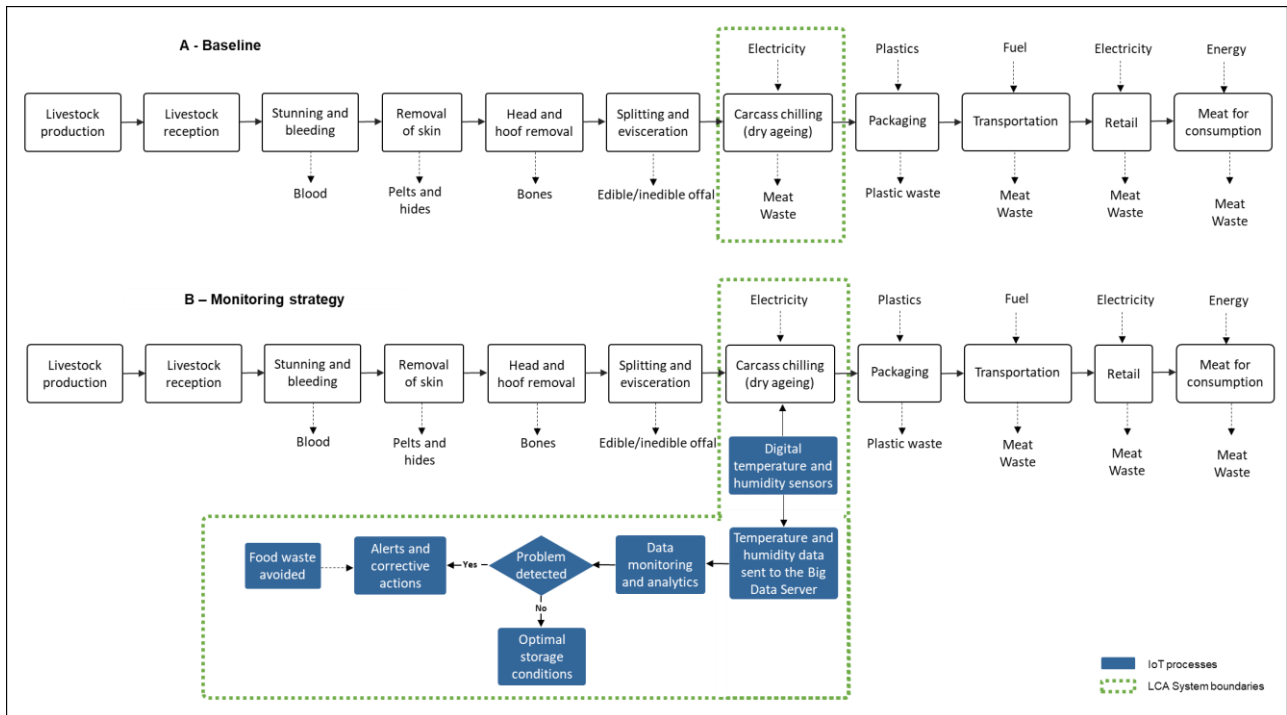 A - Baseline
Electricity
Plastics
Fuel
Electricity
Energy
Livestock
production
Livestock
reception
Stunning and
bleeding
Removal
of skin
Head and
hoof removal
Splitting and
evisceration
Carcass chilling
(dry ageing)
Packaging
Transportation
Retail
Meat for
consumption
Blood
Pelts and
hides
Bones
Edible/inedible offal
Meat
Waste
Plastic waste
Meat
Waste
Meat
Waste
Meat
Waste
B – Monitoring strategy
Electricity
Plastics
Fuel
Electricity
Energy
Livestock
production
Livestock
reception
Stunning and
bleeding
Removal
of skin
Head and
hoof removal
Splitting and
evisceration
Carcass chilling
(dry ageing)
Packaging
Transportation
Retail
Meat for
consumption
Blood
Pelts and
hides
Bones
Edible/inedible offal
Digital
temperature and
humidity sensors
Plastic waste
Meat
Waste
Meat
Waste
Meat
Waste
Food waste
avoided
Alerts and
corrective
actions
Yes
Problem
detected
Data
monitoring
and analytics
Temperature and
humidity data
sent to the Big
Data Server
No
Optimal
storage
conditions
IoT processes
LCA System boundaries